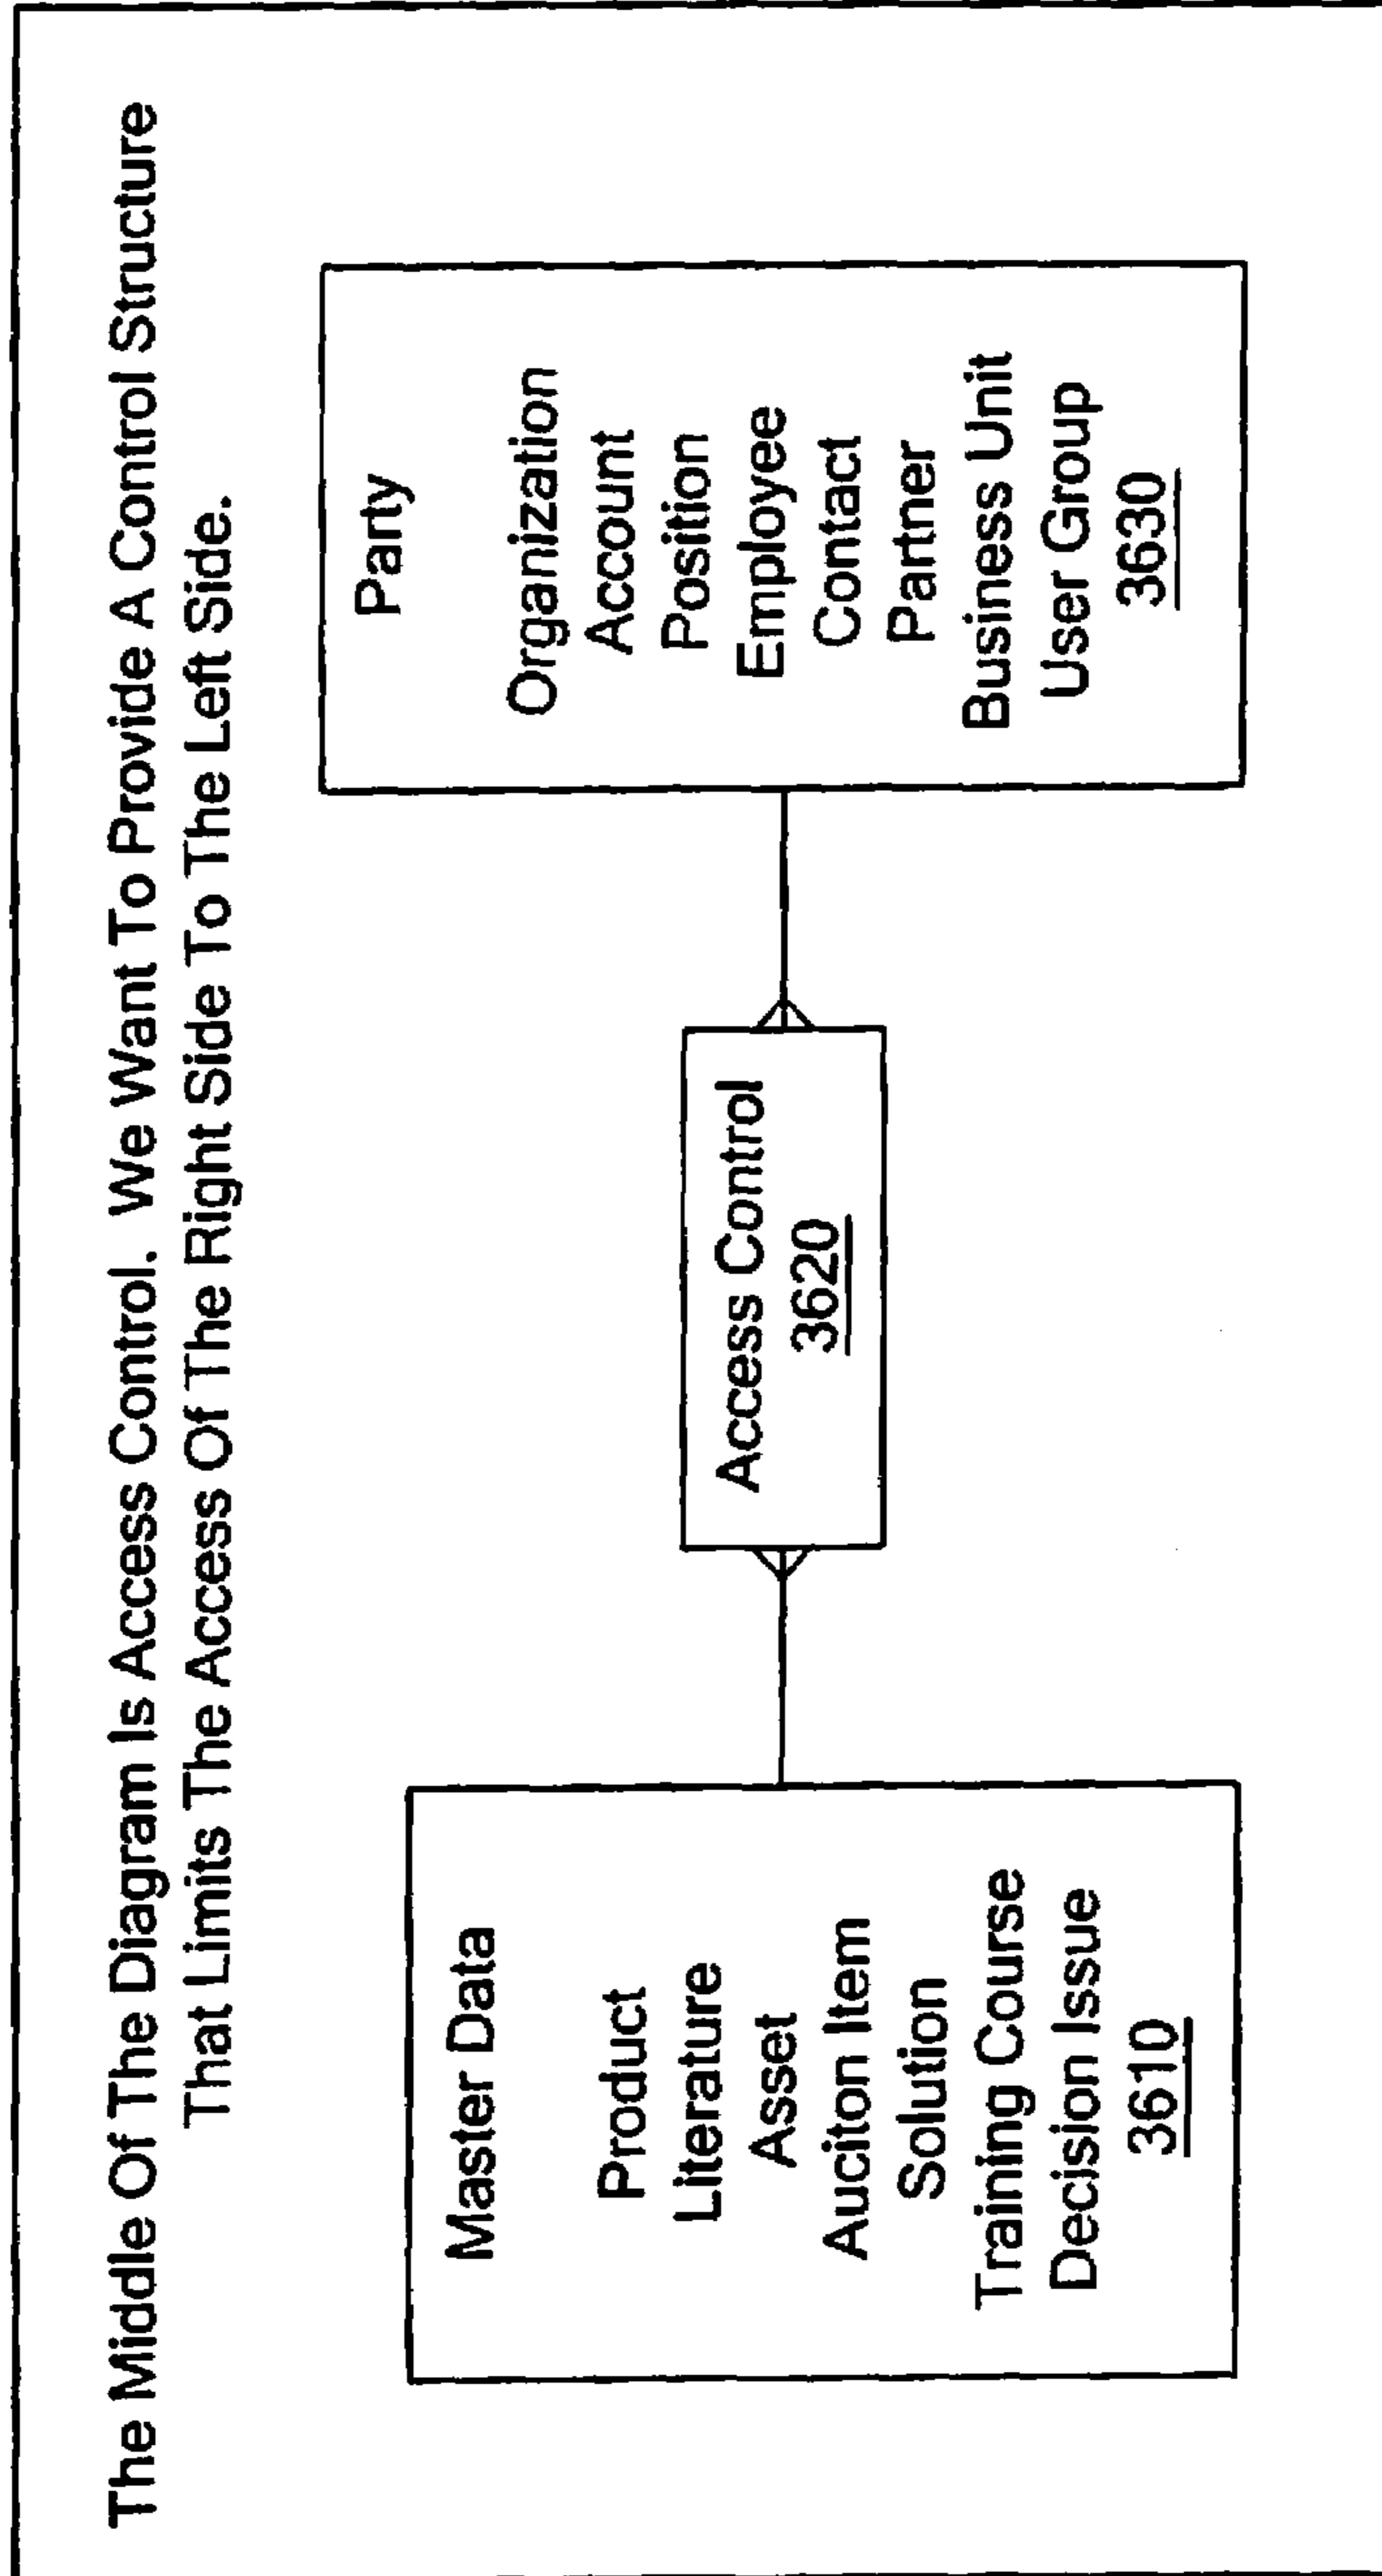 The Middle Of The Diagram Is Access Control. We Want To Provide A Control Structure
That Limits The Access Of The Right Side To The Left Side.
Master Data
Product
Literature
Asset
Auciton Item
Solution
Training Course
Decision Issue
3610
Access Control
3620
Party
Organization
Account
Position
Employee
Contact
Partner
Business Unit
User Group
3630